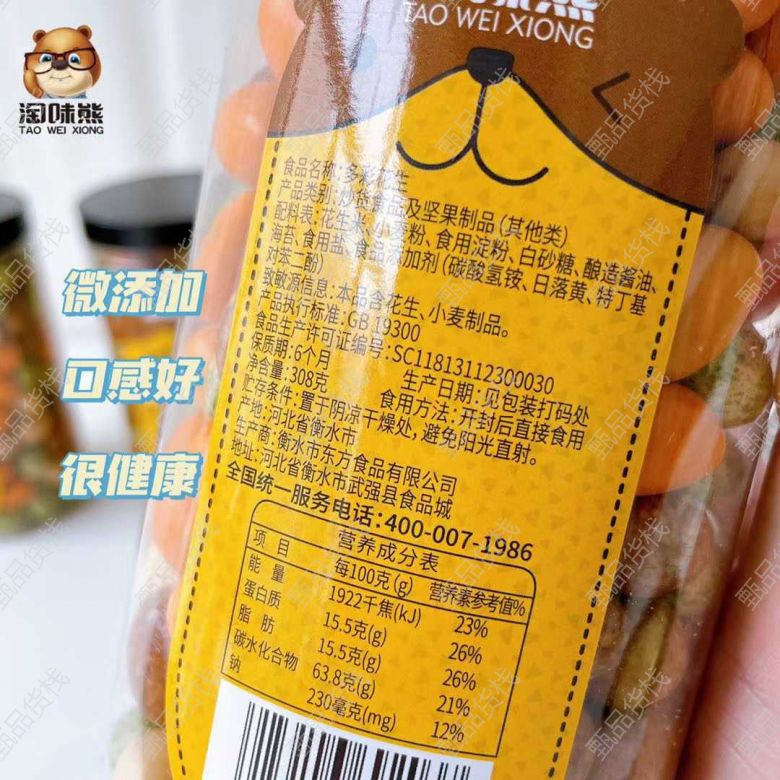 淘味熊
TAO WEI XIONG
TAO WEI XIONG
微添加
口感好
很健康
食品名称:多彩花生
产品类别:炒货食品及坚果制品(其他类)
配料表:花生米、小麦粉、食用淀粉、白砂糖、酿造酱油、
海苔、食用盐、食品添加剂(碳酸氢铵、日落黄、特丁基
对苯二酚)
致敏源信息:本品含花生、小麦制品。
产品执行标准:GB 19300
食品生产许可证编号:SC11813112300030
保质期:6个月 生产日期:见包装打码处
净含量:308克 食用方法:开封后直接食用
贮存条件:置于阴凉干燥处,避免阳光直射。
产地:河北省衡水市
生产商:衡水市东方食品有限公司
地址:河北省衡水市武强县食品城
全国统一服务电话:400-007-1986
营养成分表
项目 每100克(g) 营养素参考值%
能量 1922千焦(kJ) 23%
蛋白质 15.5克(g) 26%
脂肪 15.5克(g) 26%
碳水化合物 63.8克(g) 21%
钠 230毫克(mg) 12%
甄品货栈